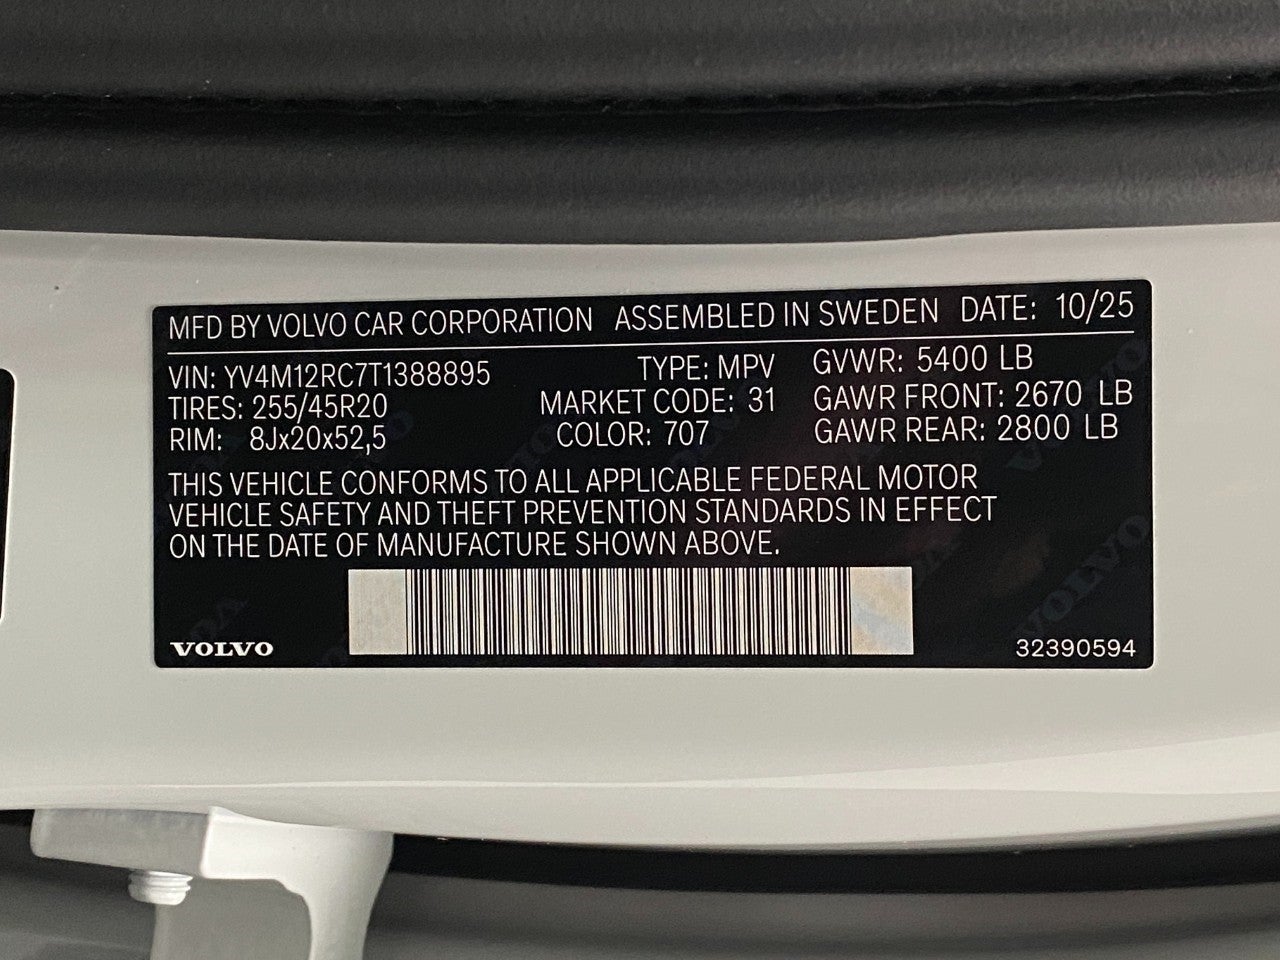 MFD BY VOLVO CAR CORPORATION ASSEMBLED IN SWEDEN DATE: 10/25
VIN: YV4M12RC7T1388895 TYPE: MPV GVWR: 5400 LB
TIRES: 255/45R20 MARKET CODE: 31 GAWR FRONT: 2670 LB
RIM: 8Jx20x52,5 COLOR: 707 GAWR REAR: 2800 LB
THIS VEHICLE CONFORMS TO ALL APPLICABLE FEDERAL MOTOR
VEHICLE SAFETY AND THEFT PREVENTION STANDARDS IN EFFECT
ON THE DATE OF MANUFACTURE SHOWN ABOVE.
VOLVO 32390594